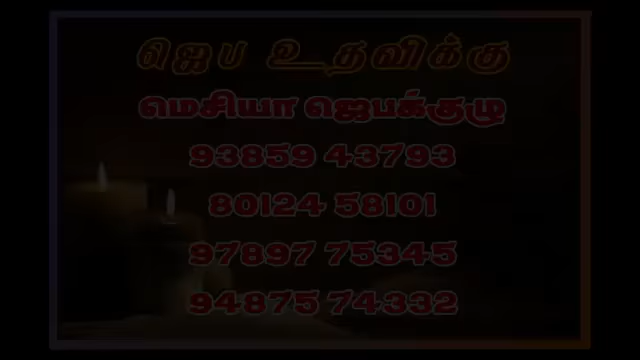 ஜெப உதவிக்கு
மெசியா ஜெபக்குழு
93859 43793
80124 58101
97897 75345
94875 74332